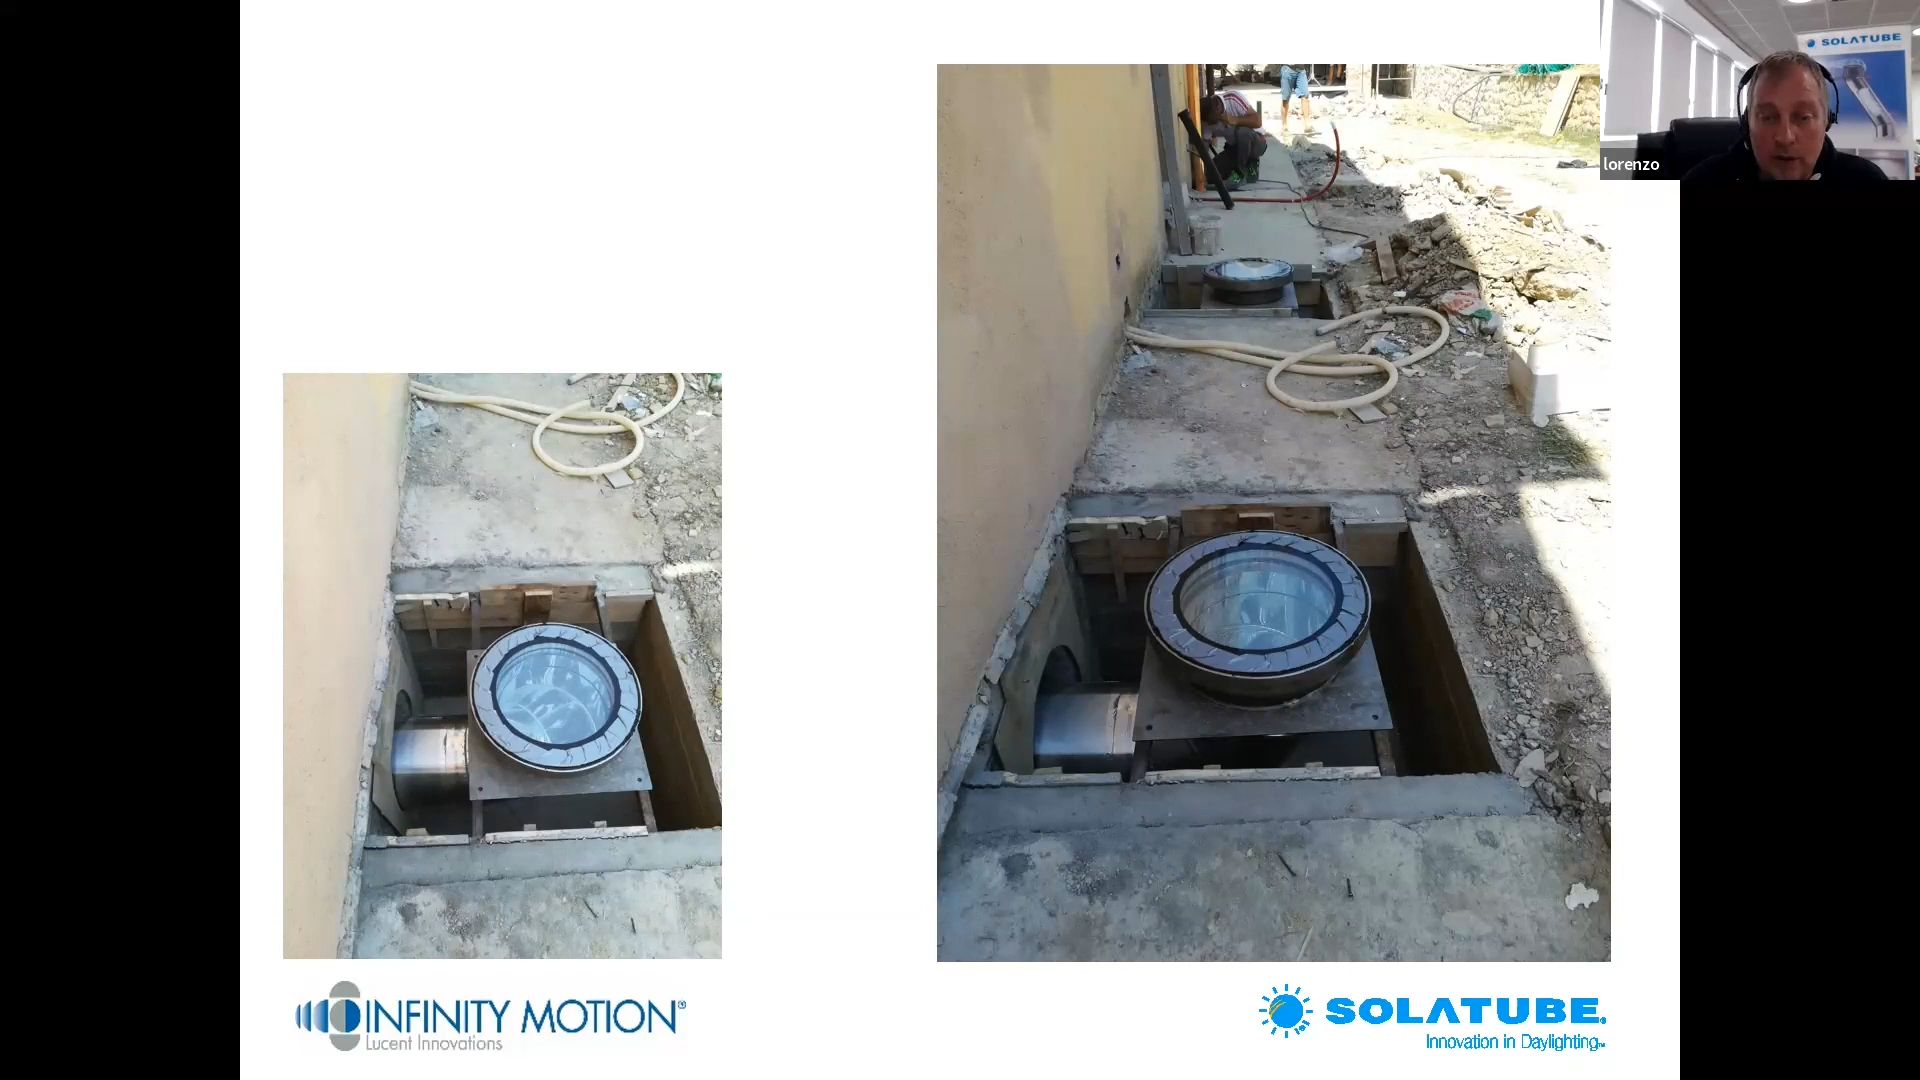 SOLATUBE
lorenzo
INFINITY MOTION®
Lucent Innovations
SOLATUBE®
Innovation in Daylighting™